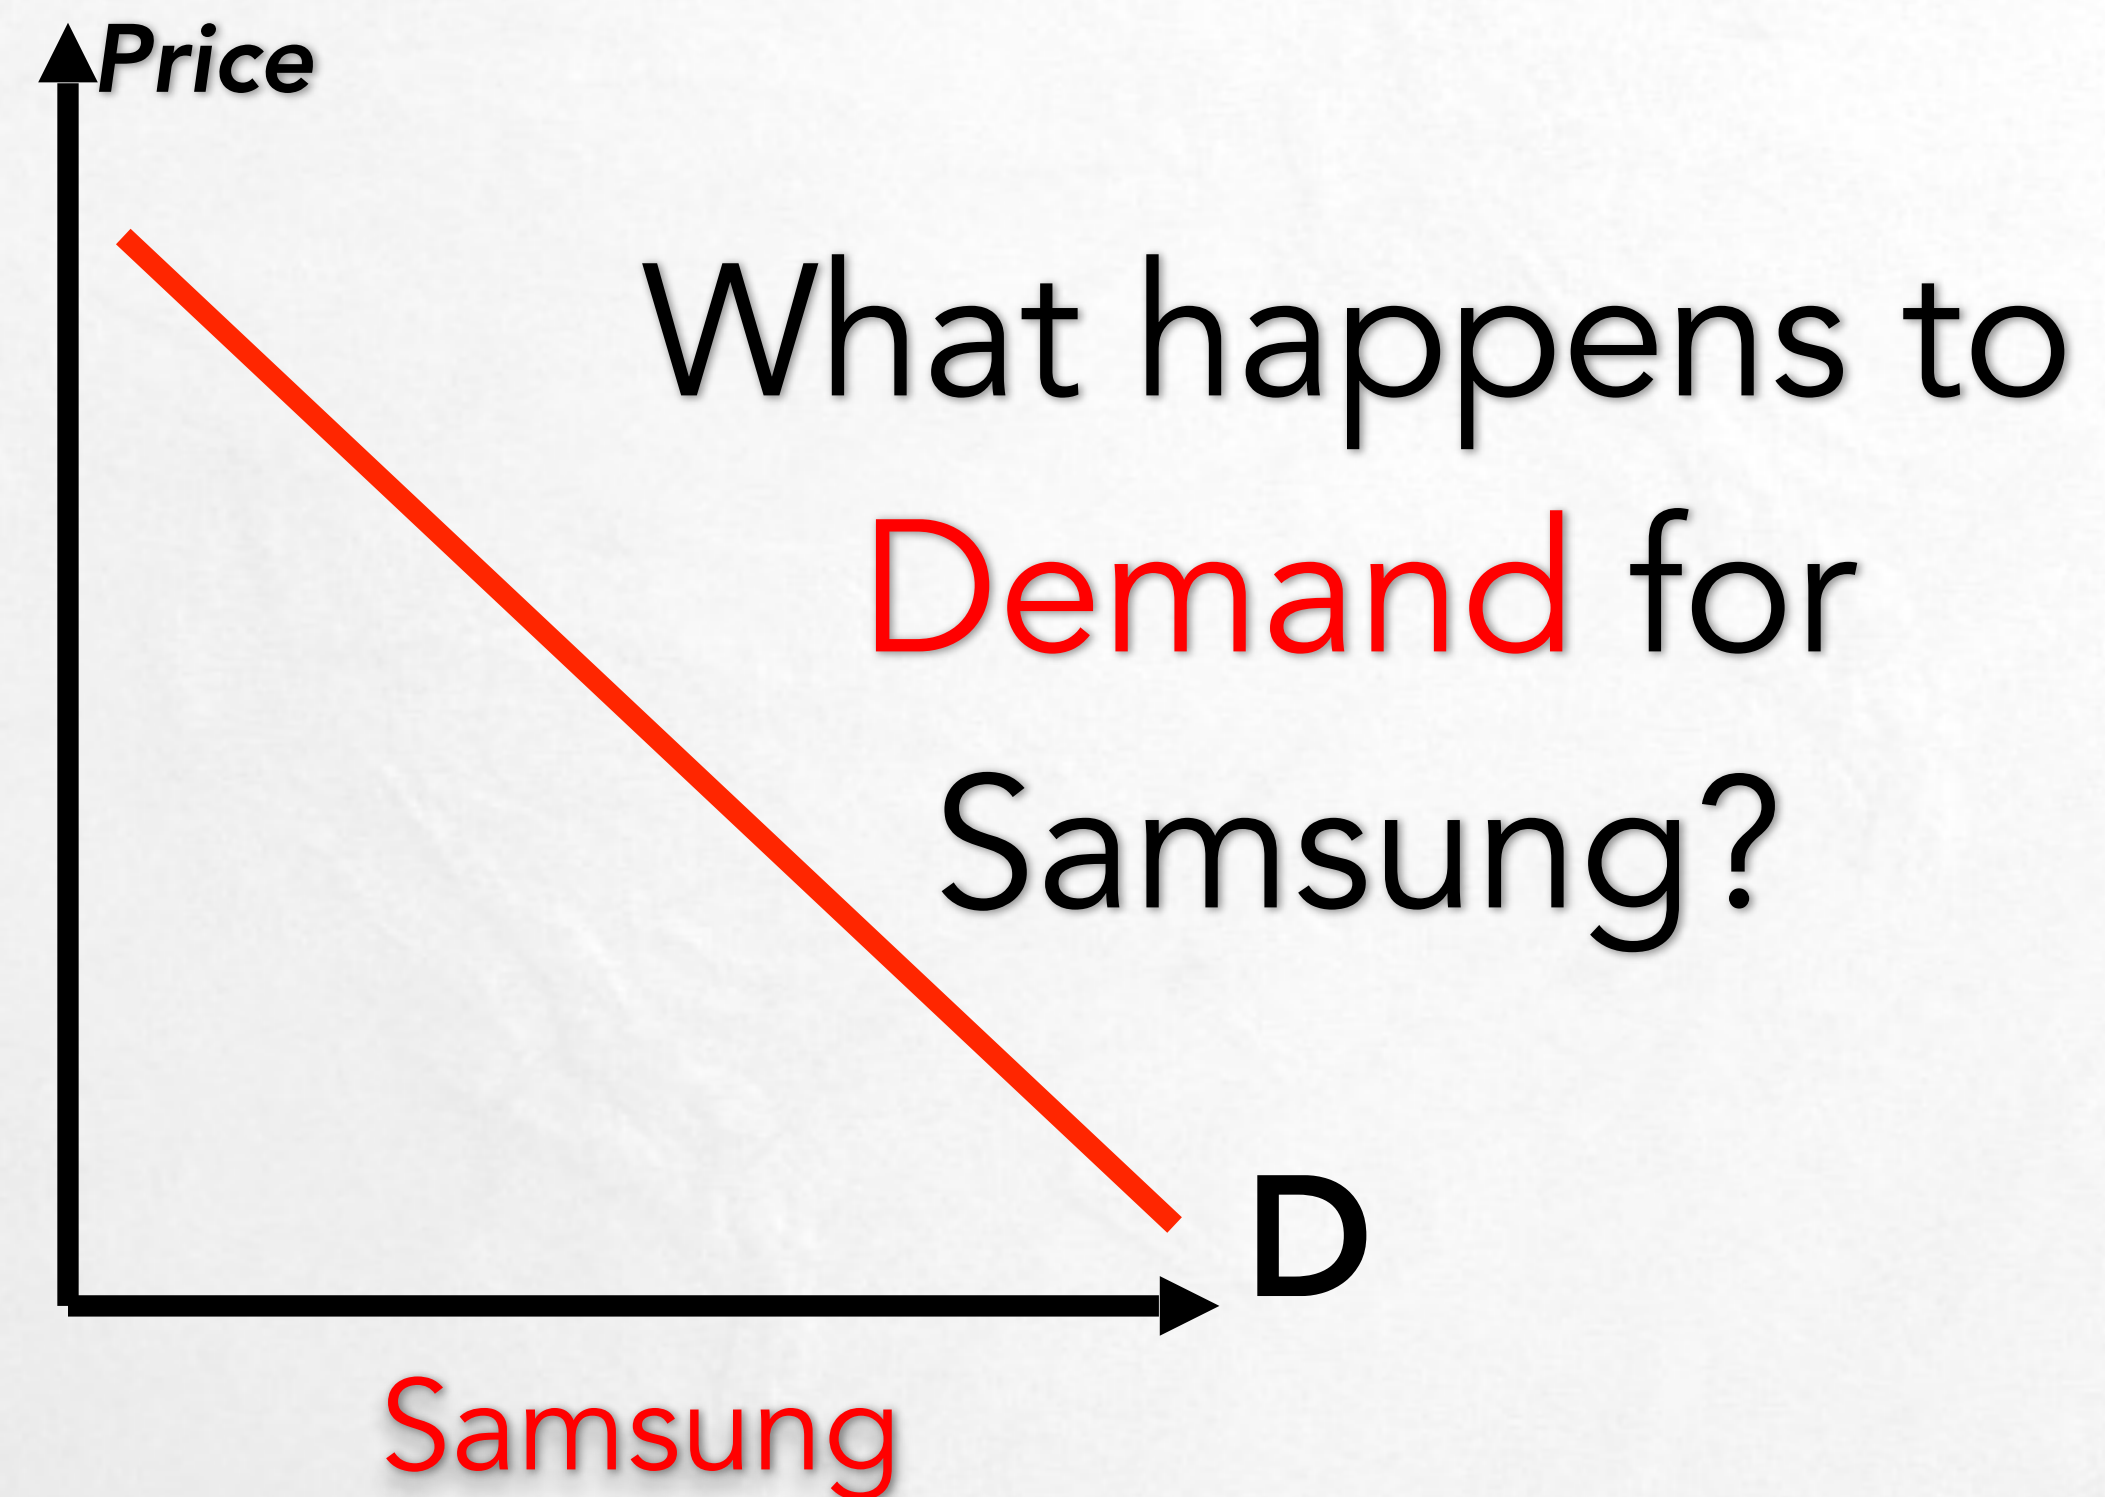 Price
What happens to
Demand for
Samsung?
D
Samsung